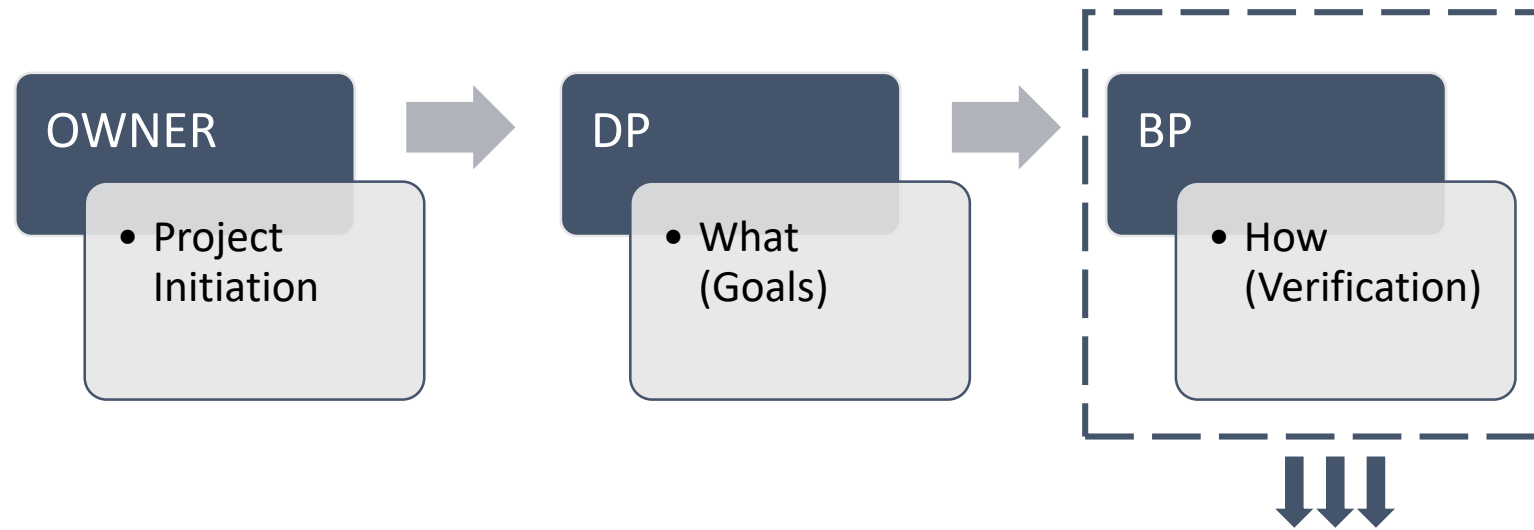 OWNER
• Project
Initiation
DP
• What
(Goals)
BP
• How
(Verification)